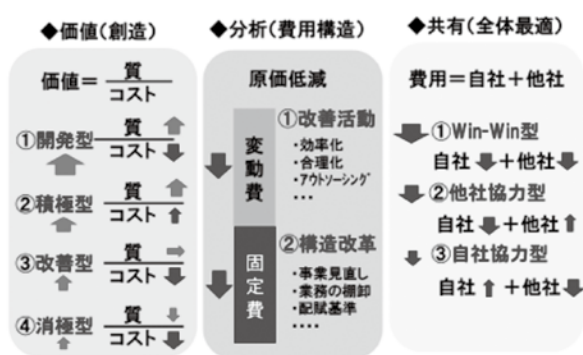 ◆価値(創造)
価値=質/コスト
①開発型 質/コスト
②積極型 質/コスト
③改善型 質/コスト
④消極型 質/コスト
◆分析(費用構造)
原価低減
変動費
①改善活動
・効率化
・合理化
・アウトソーシング
・・・
固定費
②構造改革
・事業見直し
・業務の棚卸
・配賦基準
・・・・
◆共有(全体最適)
費用=自社+他社
①Win-Win型
自社⬇+他社⬇
②他社協力型
自社⬇+他社⬆
③自社協力型
自社⬆+他社⬇